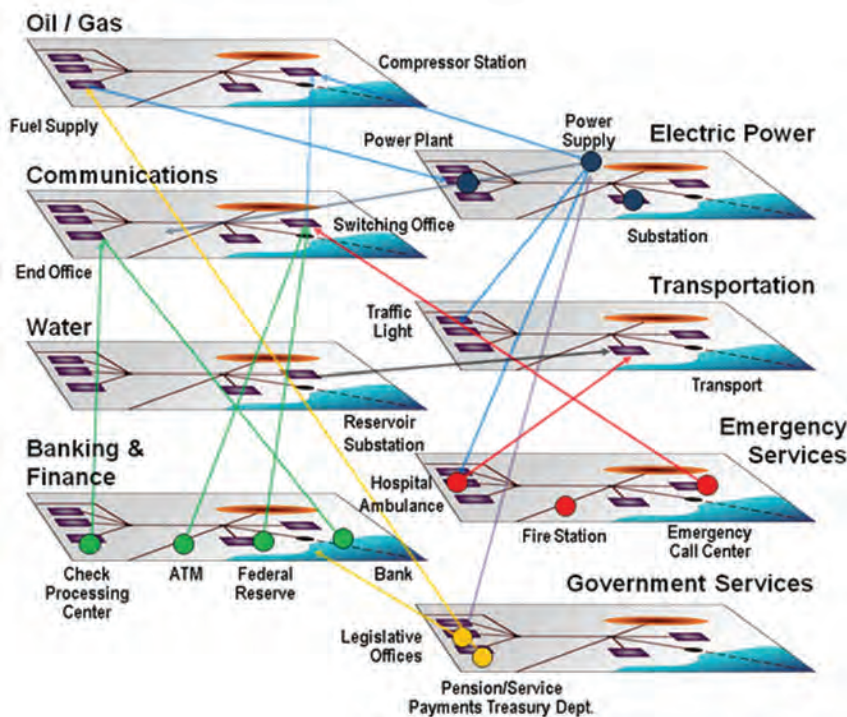 Oil / Gas
Compressor Station
Fuel Supply
Power Plant
Power
Supply
Electric Power
Communications
Switching Office
Substation
End Office
Transportation
Traffic
Light
Water
Transport
Reservoir
Substation
Emergency
Services
Banking &
Finance
Hospital
Ambulance
Fire Station
Emergency
Call Center
Check
Processing
Center
ATM
Federal
Reserve
Bank
Government Services
Legislative
Offices
Pension/Service
Payments Treasury Dept.